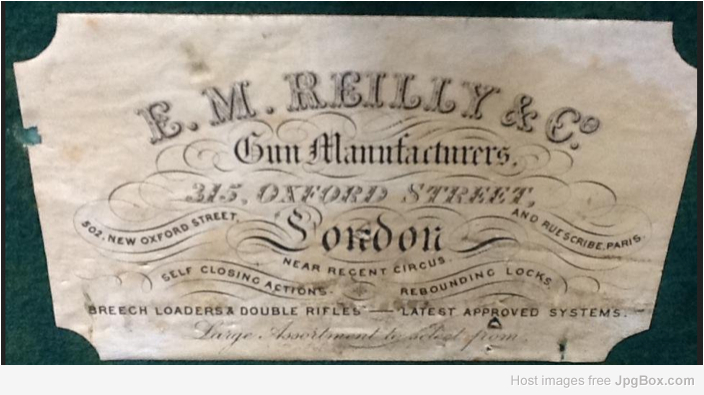 E. M. REILLY & Co.
Gun Manufacturers,
315, OXFORD STREET,
502, NEW OXFORD STREET, AND RUESCRIBE, PARIS.
London
NEAR REGENT CIRCUS.
SELF CLOSING ACTIONS. REBOUNDING LOCKS
BREECH LOADERS & DOUBLE RIFLES — LATEST APPROVED SYSTEMS.
Large Assortment to select from
Host images free JpgBox.com